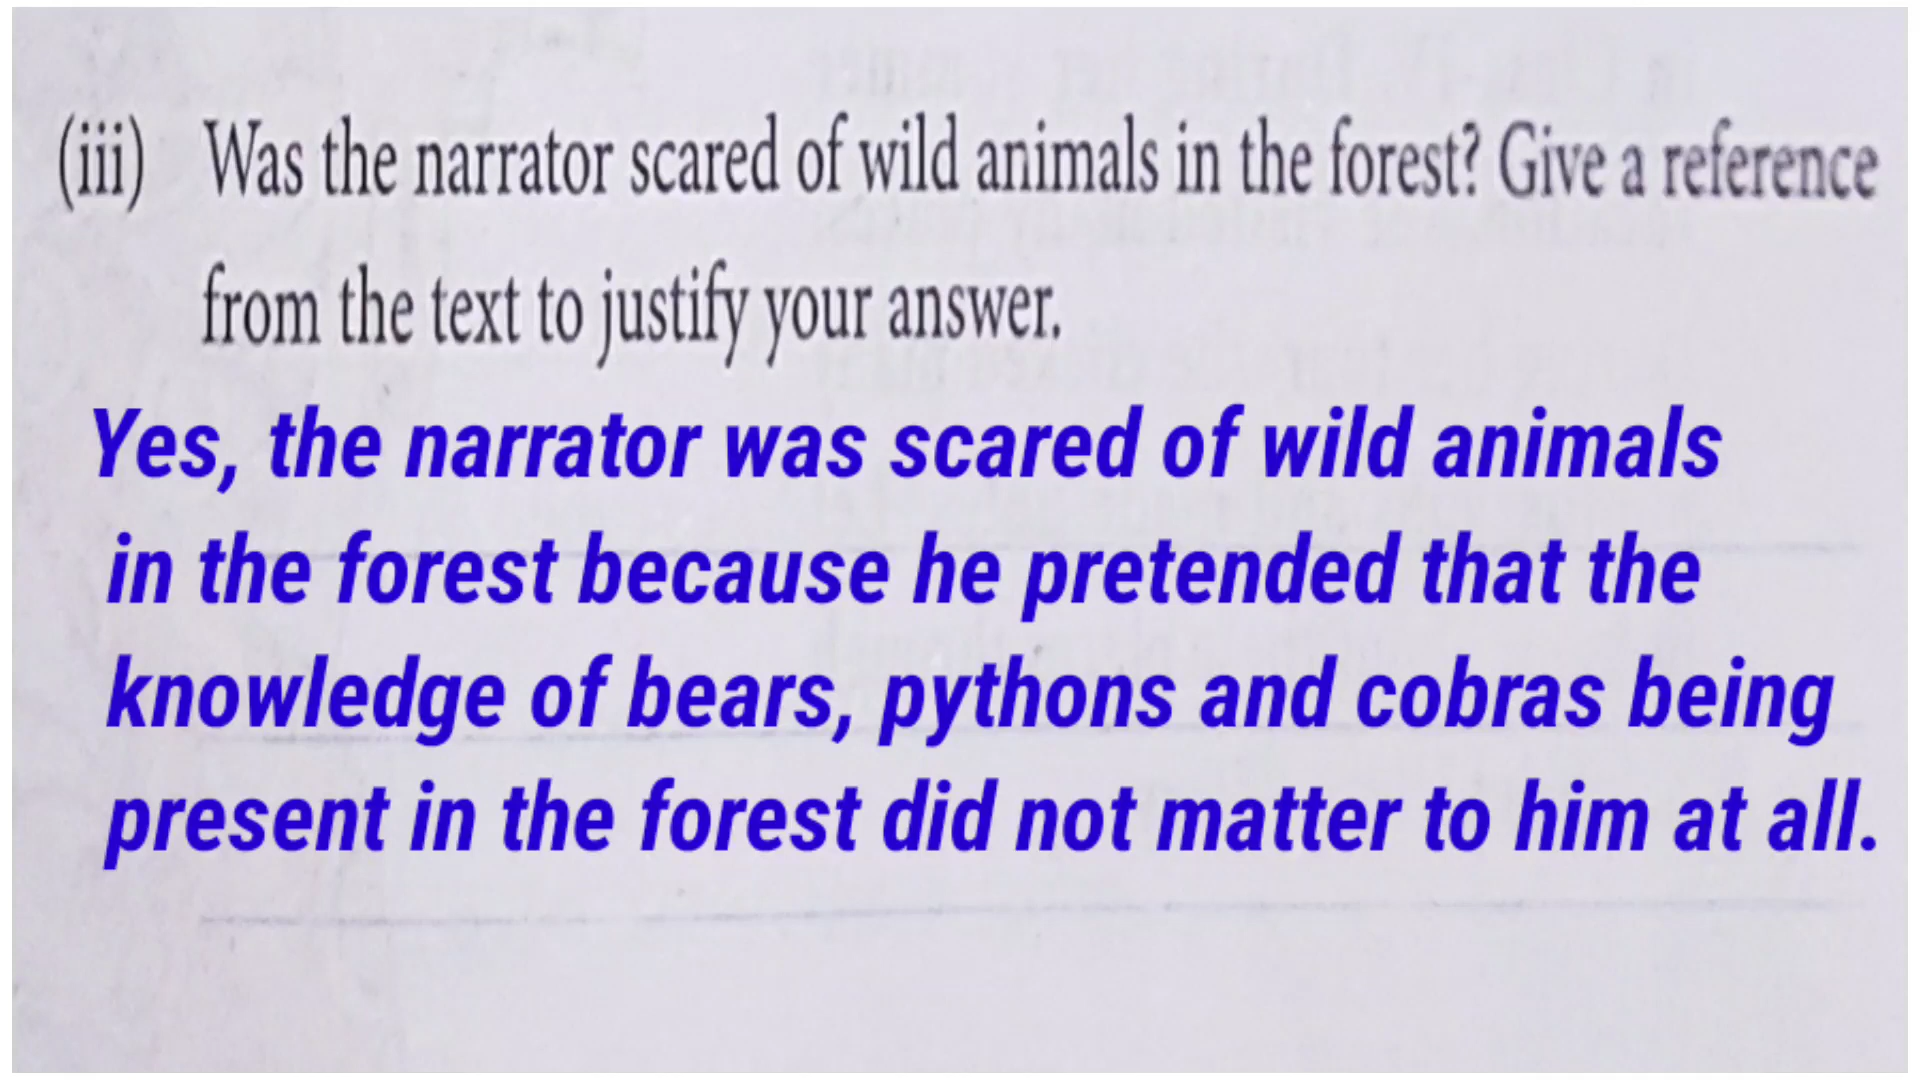 (iii) Was the narrator scared of wild animals in the forest? Give a reference
from the text to justify your answer.
Yes, the narrator was scared of wild animals
in the forest because he pretended that the
knowledge of bears, pythons and cobras being
present in the forest did not matter to him at all.